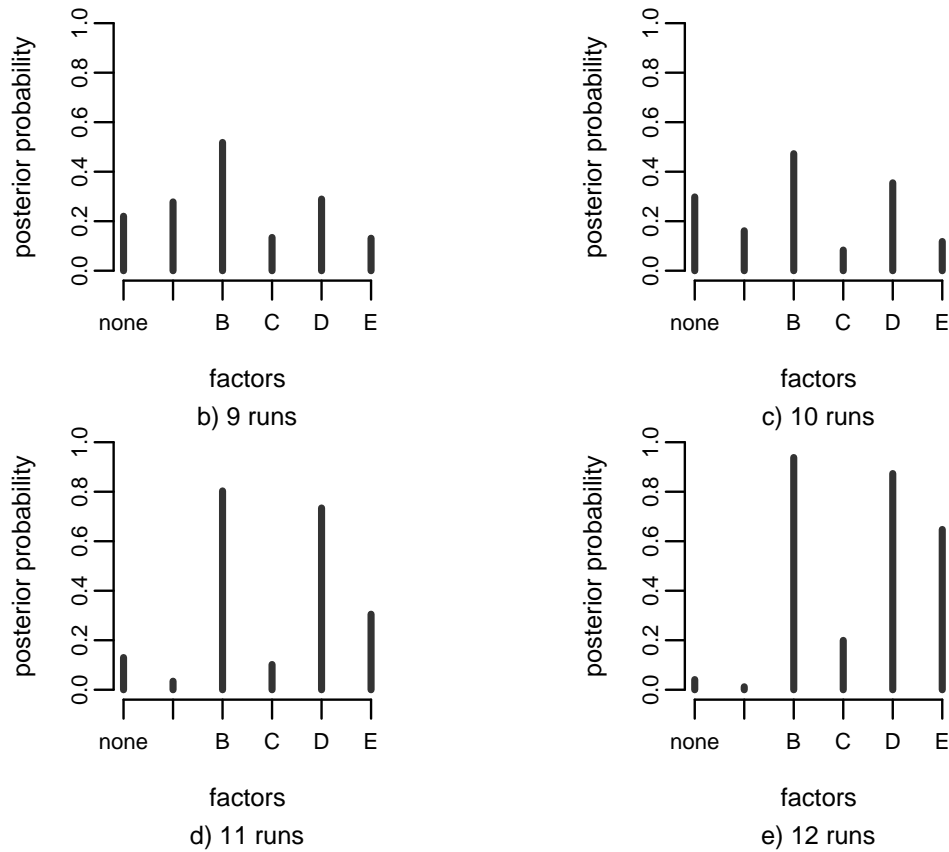 posterior probability
0.0 0.2 0.4 0.6 0.8 1.0
none B C D E
factors
b) 9 runs
posterior probability
0.0 0.2 0.4 0.6 0.8 1.0
none B C D E
factors
c) 10 runs
posterior probability
0.0 0.2 0.4 0.6 0.8 1.0
none B C D E
factors
d) 11 runs
posterior probability
0.0 0.2 0.4 0.6 0.8 1.0
none B C D E
factors
e) 12 runs